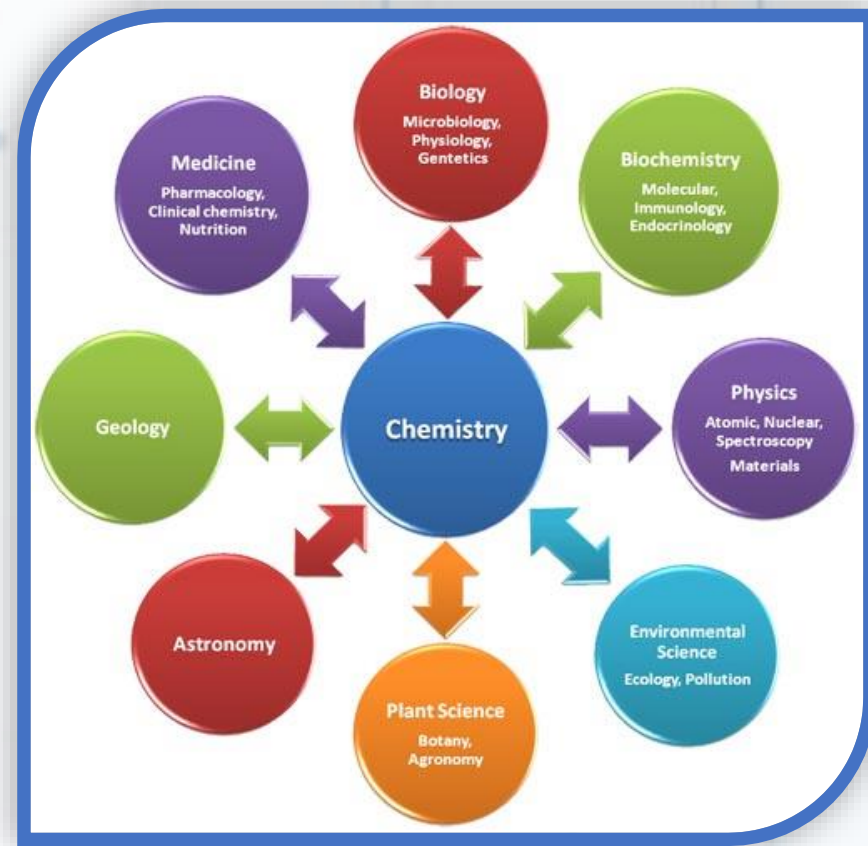 Biology
Microbiology,
Physiology,
Gentetics
Biochemistry
Molecular,
Immunology,
Endocrinology
Physics
Atomic, Nuclear,
Spectroscopy
Materials
Environmental
Science
Ecology, Pollution
Plant Science
Botany,
Agronomy
Astronomy
Geology
Medicine
Pharmacology,
Clinical chemistry,
Nutrition
Chemistry